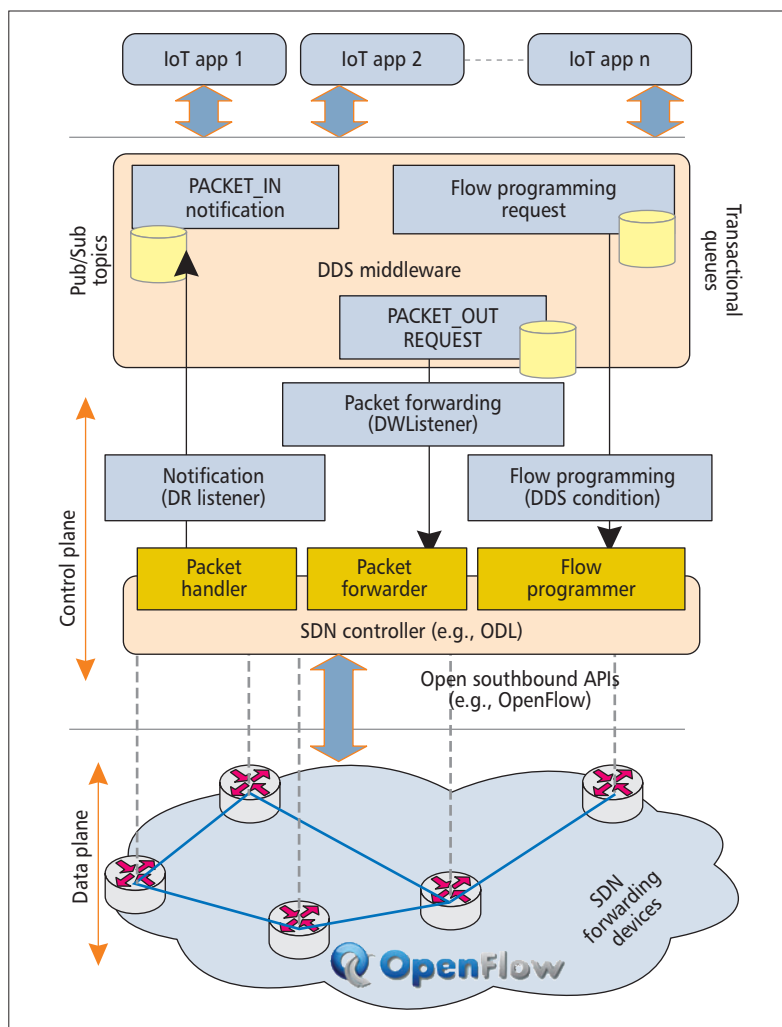 IoT app 1
IoT app 2
IoT app n
PACKET_IN
notification
Flow programming
request
Pub/Sub
topics
DDS middleware
Transactional
queues
PACKET_OUT
REQUEST
Packet forwarding
(DWListener)
Notification
(DR listener)
Flow programming
(DDS condition)
Control plane
Packet
handler
Packet
forwarder
Flow
programmer
SDN controller (e.g., ODL)
Open southbound APIs
(e.g., OpenFlow)
Data plane
SDN
forwarding
devices
OpenFlow